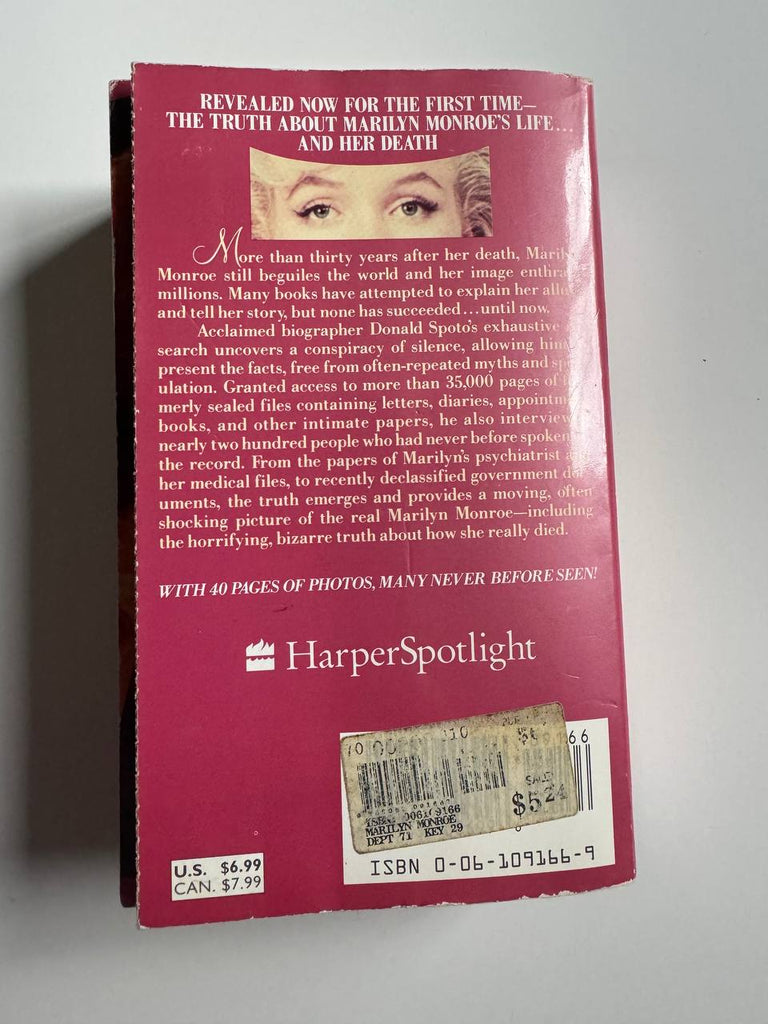 REVEALED NOW FOR THE FIRST TIME—
THE TRUTH ABOUT MARILYN MONROE'S LIFE...
AND HER DEATH
More than thirty years after her death, Maril
Monroe still beguiles the world and her image enthra
millions. Many books have attempted to explain her allu
and tell her story, but none has succeeded...until now.
Acclaimed biographer Donald Spoto's exhaustive
search uncovers a conspiracy of silence, allowing him
present the facts, free from often-repeated myths and sp
ulation. Granted access to more than 35,000 pages of
merly sealed files containing letters, diaries, appointm
books, and other intimate papers, he also interview
nearly two hundred people who had never before spoken
the record. From the papers of Marilyn's psychiatrist a
her medical files, to recently declassified government do
uments, the truth emerges and provides a moving, often
shocking picture of the real Marilyn Monroe—including
the horrifying, bizarre truth about how she really died.
WITH 40 PAGES OF PHOTOS, MANY NEVER BEFORE SEEN!
HarperSpotlight
66
SALE
$5.24
MARILYN MONROE
DEPT 71 KEY 29
ISBN 0-06-109166-9
U.S. $6.99
CAN. $7.99